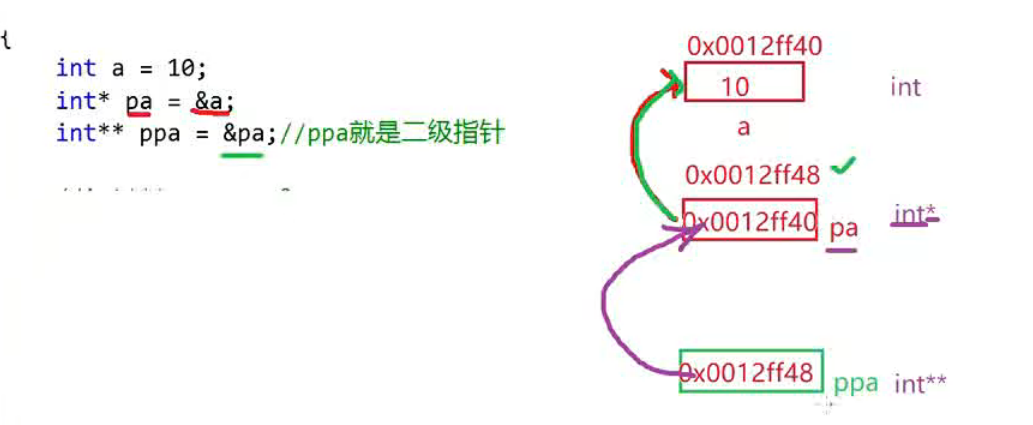 {
int a = 10;
int* pa = &a;
int** ppa = &pa;//ppa就是二级指针
0x0012ff40
10 int
a
0x0012ff48
0x0012ff40 pa int*
0x0012ff48 ppa int**